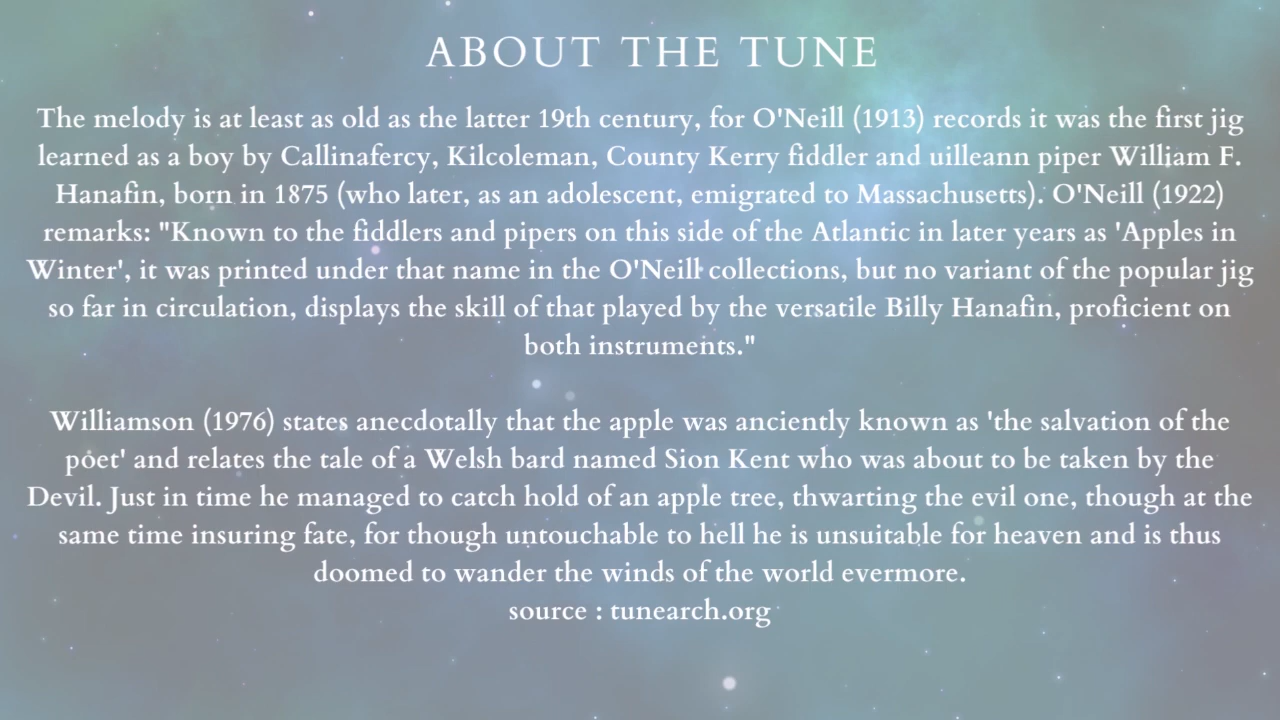 ABOUT THE TUNE
The melody is at least as old as the latter 19th century, for O'Neill (1913) records it was the first jig
learned as a boy by Callinafercy, Kilcoleman, County Kerry fiddler and uilleann piper William F.
Hanafin, born in 1875 (who later, as an adolescent, emigrated to Massachusetts). O'Neill (1922)
remarks: "Known to the fiddlers and pipers on this side of the Atlantic in later years as 'Apples in
Winter', it was printed under that name in the O'Neill collections, but no variant of the popular jig
so far in circulation, displays the skill of that played by the versatile Billy Hanafin, proficient on
both instruments."
Williamson (1976) states anecdotally that the apple was anciently known as 'the salvation of the
poet' and relates the tale of a Welsh bard named Sion Kent who was about to be taken by the
Devil. Just in time he managed to catch hold of an apple tree, thwarting the evil one, though at the
same time insuring fate, for though untouchable to hell he is unsuitable for heaven and is thus
doomed to wander the winds of the world evermore.
source : tunearch.org